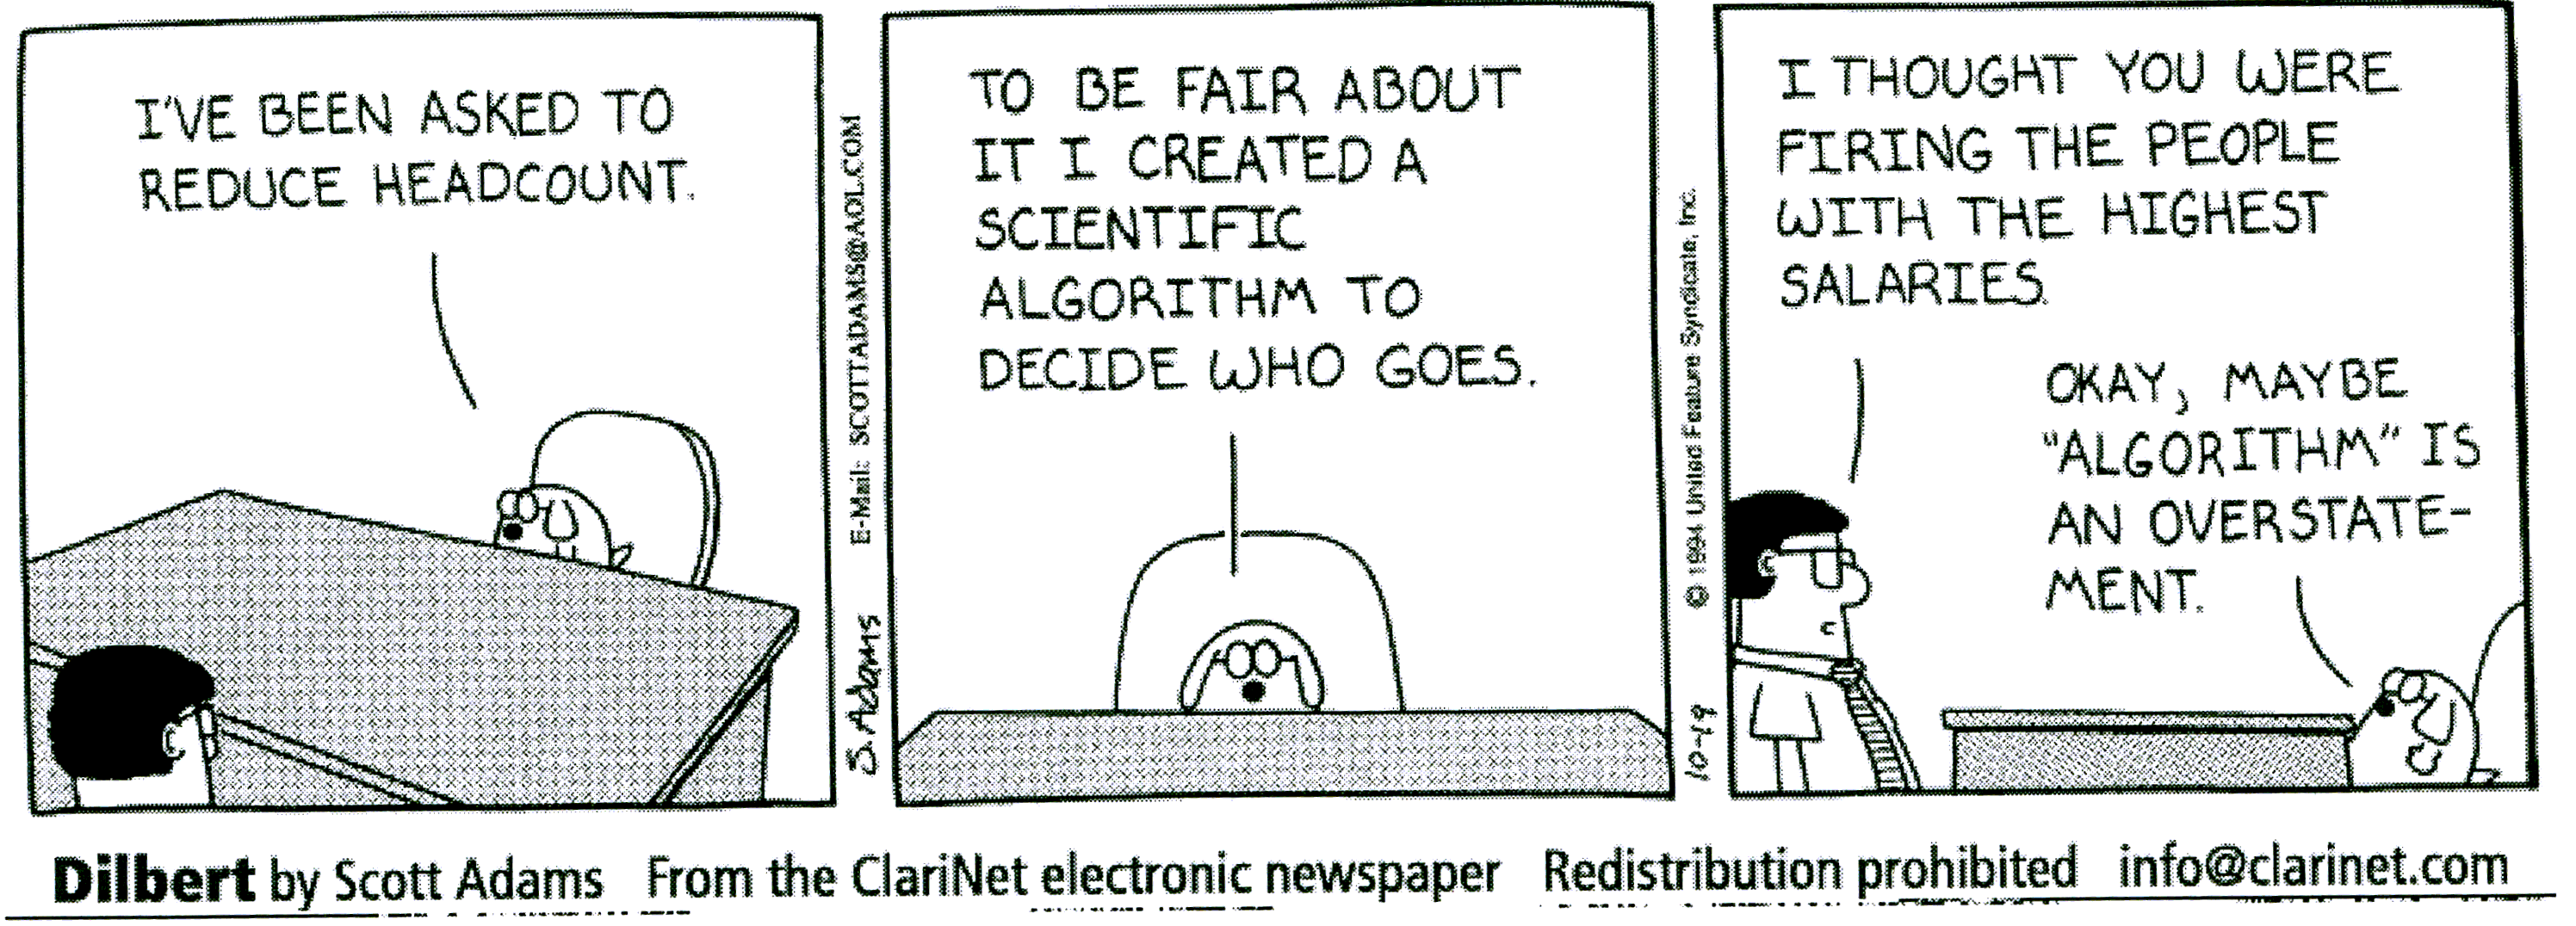 I'VE BEEN ASKED TO
REDUCE HEADCOUNT.
E-Mail: SCOTTADAMS@AOL.COM
S. ADAMS
TO BE FAIR ABOUT
IT I CREATED A
SCIENTIFIC
ALGORITHM TO
DECIDE WHO GOES.
© 1994 United Feature Syndicate, Inc.
10-19
I THOUGHT YOU WERE
FIRING THE PEOPLE
WITH THE HIGHEST
SALARIES.
OKAY, MAYBE
"ALGORITHM" IS
AN OVERSTATE-
MENT.
Dilbert by Scott Adams From the ClariNet electronic newspaper Redistribution prohibited info@clarinet.com